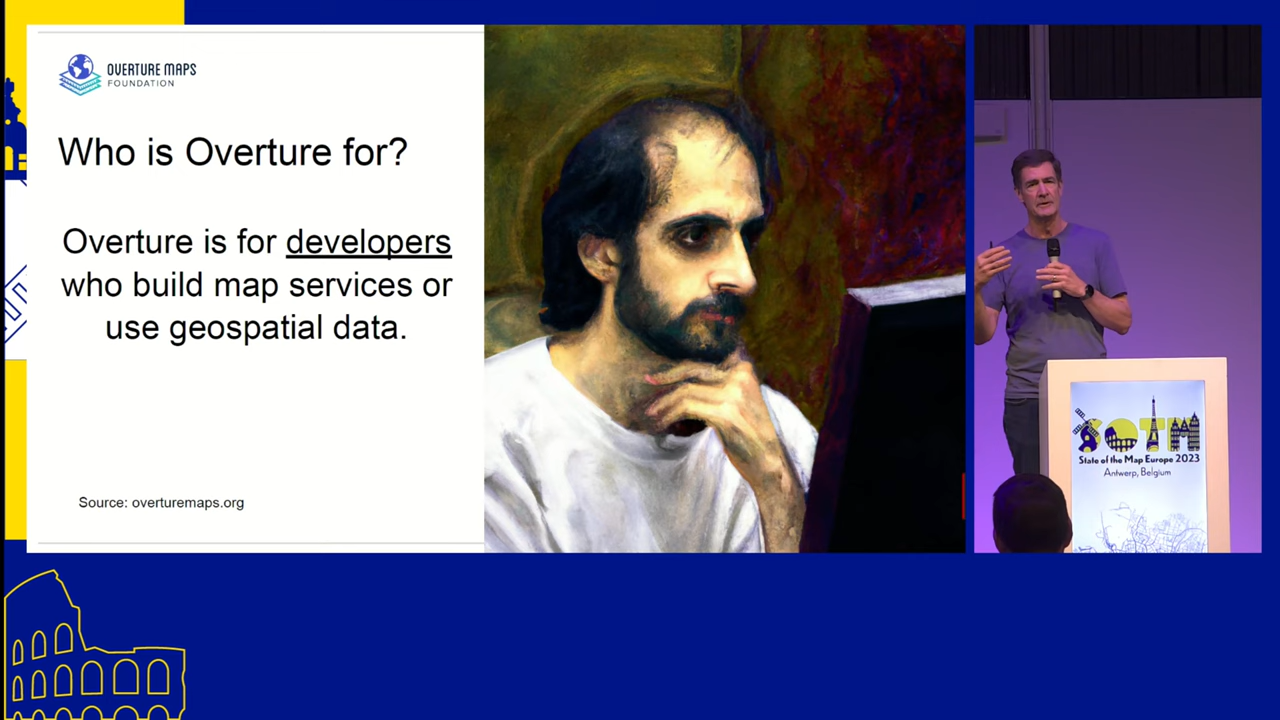 OVERTURE MAPS
FOUNDATION
Who is Overture for?
Overture is for developers
who build map services or
use geospatial data.
Source: overturemaps.org
SOTM
State of the Map Europe 2023
Antwerp, Belgium